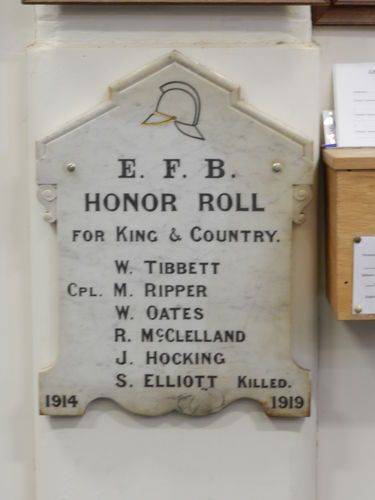 E. F. B.
HONOR ROLL
FOR KING & COUNTRY.
W. TIBBETT
CPL. M. RIPPER
W. OATES
R. McCLELLAND
J. HOCKING
S. ELLIOTT KILLED.
1914 1919